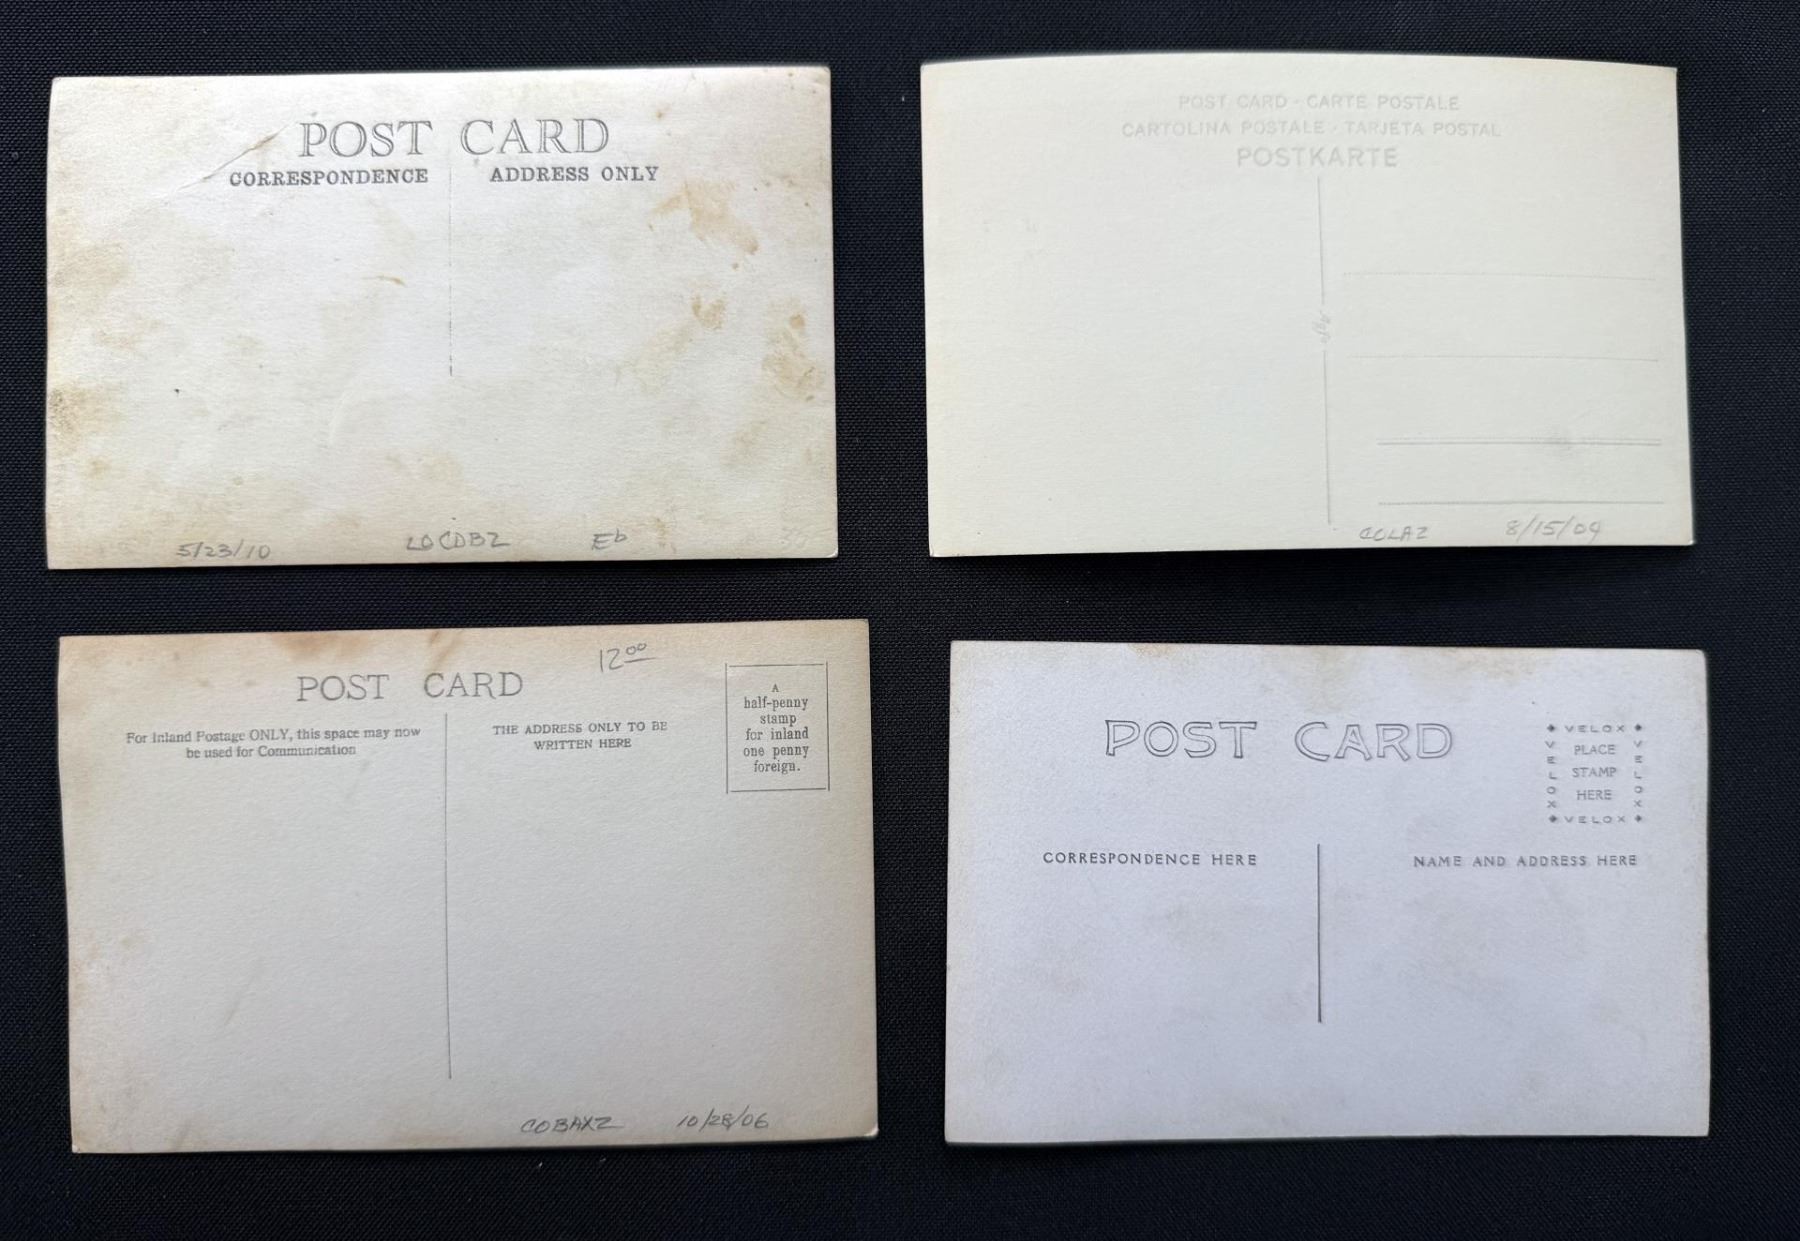 POST CARD
CORRESPONDENCE ADDRESS ONLY
5/23/10 LOCDBZ Eb
POST CARD - CARTE POSTALE
CARTOLINA POSTALE - TARJETA POSTAL
POSTKARTE
COLAZ 8/15/09
12.00
POST CARD
For Inland Postage ONLY, this space may now
be used for Communication
THE ADDRESS ONLY TO BE
WRITTEN HERE
A
half-penny
stamp
for inland
one penny
foreign.
COBAXZ 10/28/06
POST CARD
VELOX
VELOX
PLACE
STAMP
HERE
VELOX
VELOX
CORRESPONDENCE HERE
NAME AND ADDRESS HERE